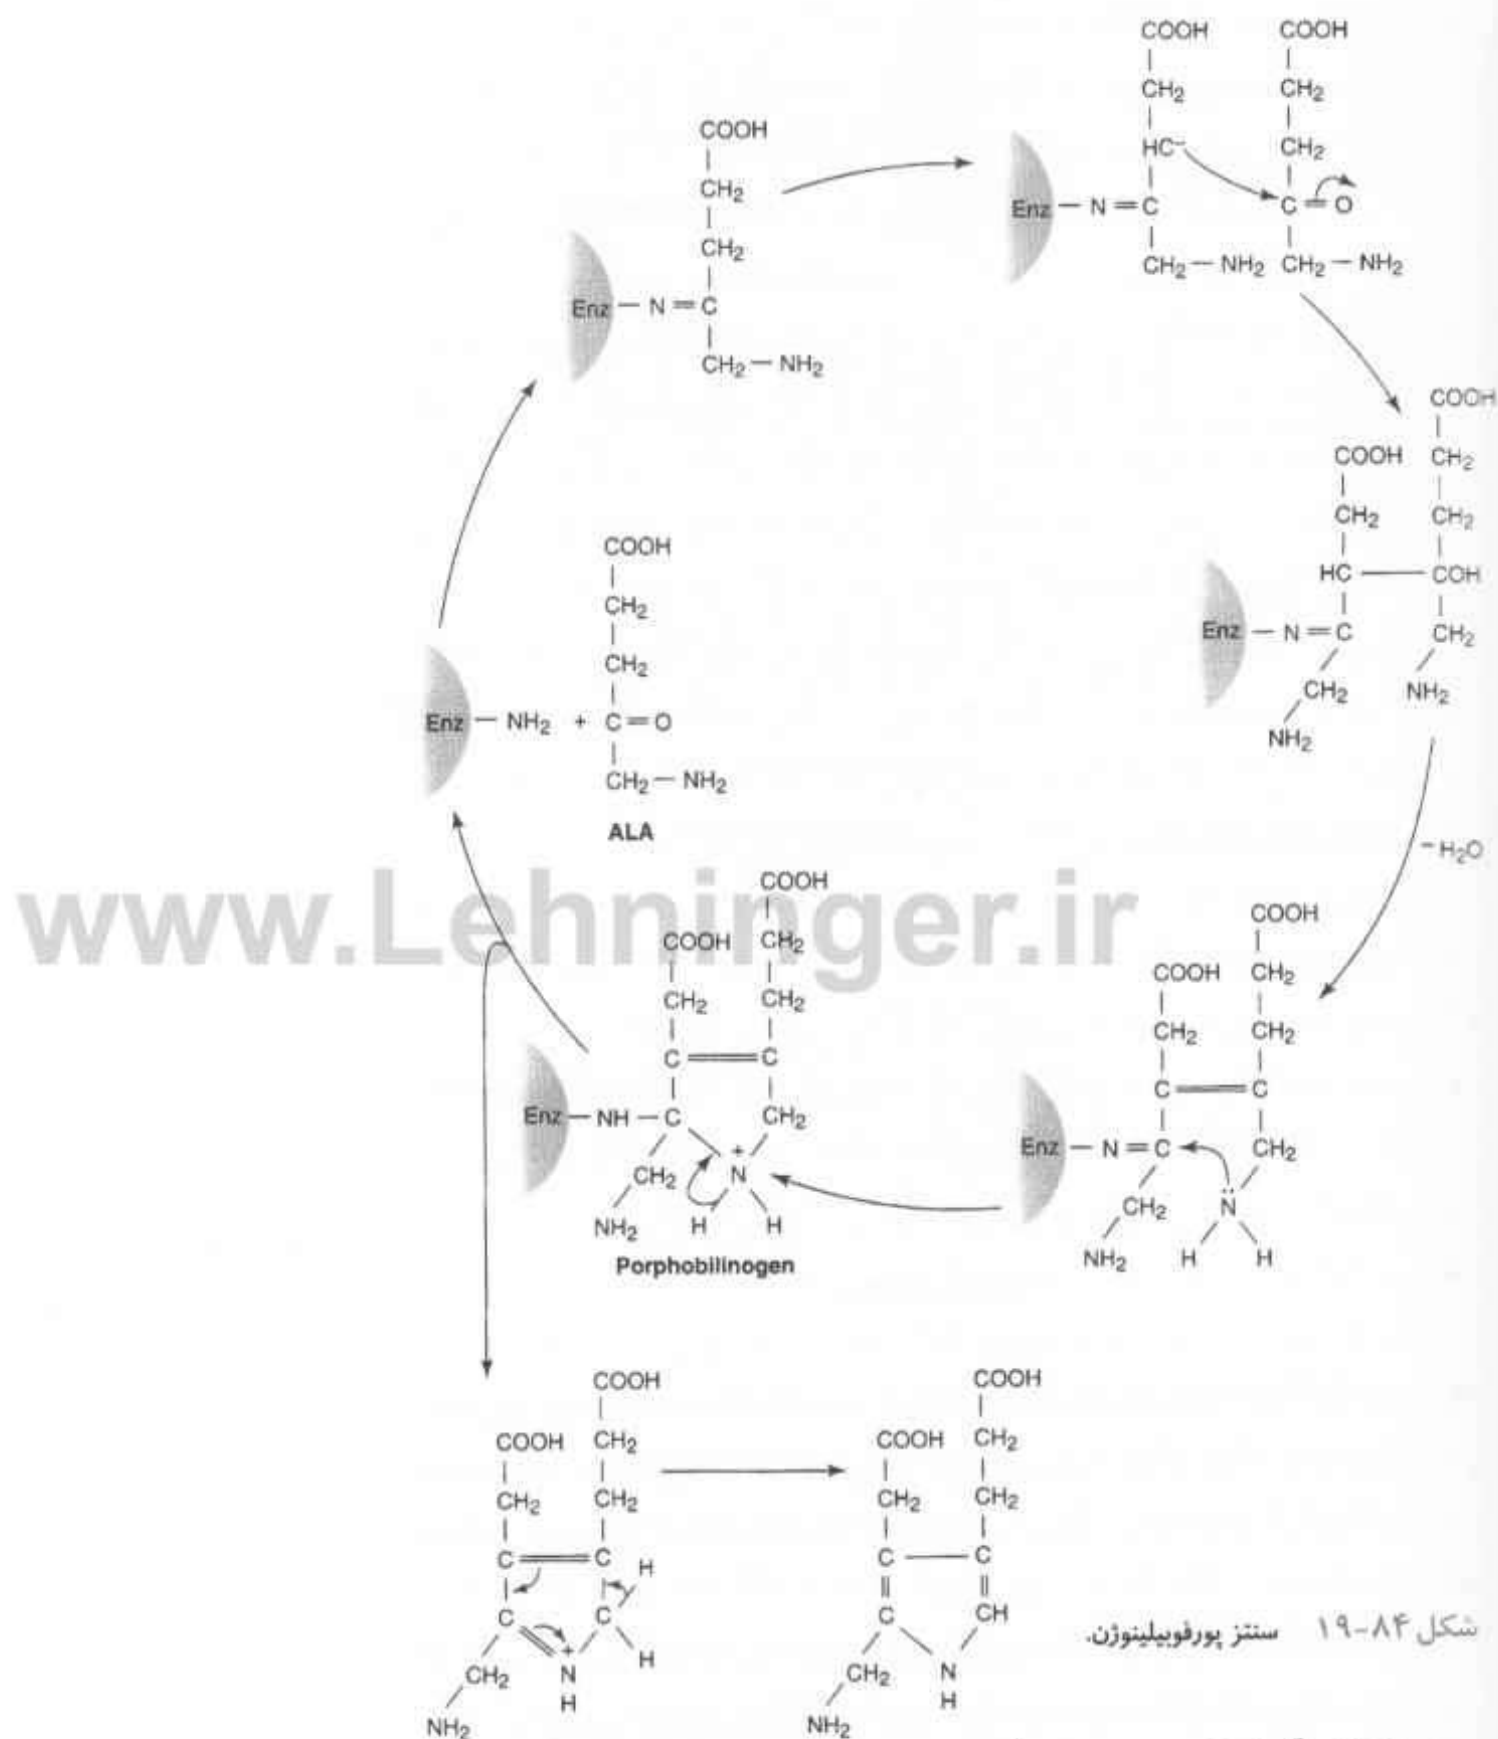 COOH COOH
CH₂ CH₂
COOH
HC⁻ CH₂
CH₂
Enz — N = C C = O
CH₂
CH₂ — NH₂ CH₂ — NH₂
Enz — N = C
CH₂ — NH₂
COOH
COOH CH₂
CH₂ CH₂
COOH
HC — COH
CH₂
Enz — N = C CH₂
CH₂
CH₂ NH₂
Enz — NH₂ + C = O
NH₂
CH₂ — NH₂
ALA
- H₂O
www.Lehninger.ir
COOH
COOH CH₂
CH₂ CH₂
C = C
Enz — NH — C CH₂
CH₂ N +
NH₂ H H
Porphobilinogen
COOH
COOH CH₂
CH₂ CH₂
C = C
Enz — N = C CH₂
CH₂ N̈
NH₂ H H
COOH
COOH CH₂
CH₂ CH₂
C = C H
C C
CH₂ N + H
NH₂ H
COOH
COOH CH₂
CH₂ CH₂
C — C
C CH
CH₂ N
NH₂ H
شکل ۸۴-۱۹ سنتز پورفوبیلینوژن.